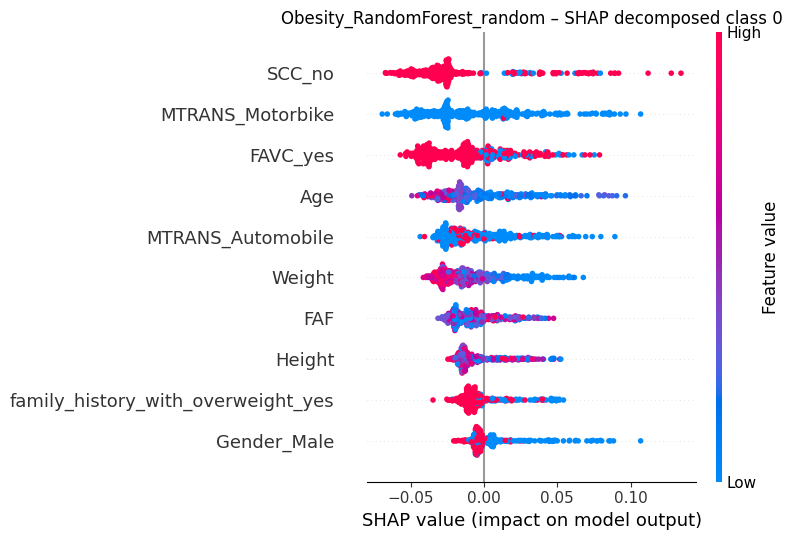 Obesity_RandomForest_random – SHAP decomposed class 0
High
SCC_no
MTRANS_Motorbike
FAVC_yes
Age
MTRANS_Automobile
Weight
FAF
Height
family_history_with_overweight_yes
Gender_Male
Feature value
Low
−0.05 0.00 0.05 0.10
SHAP value (impact on model output)